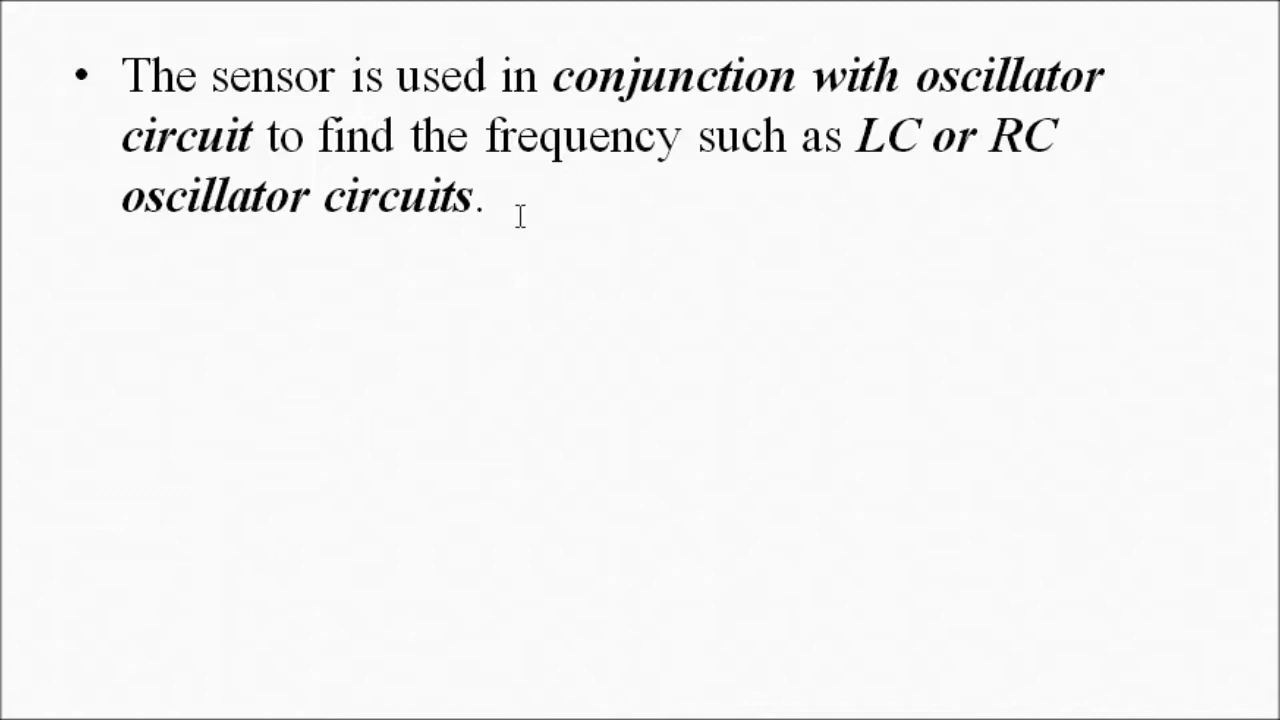 • The sensor is used in conjunction with oscillator
circuit to find the frequency such as LC or RC
oscillator circuits.